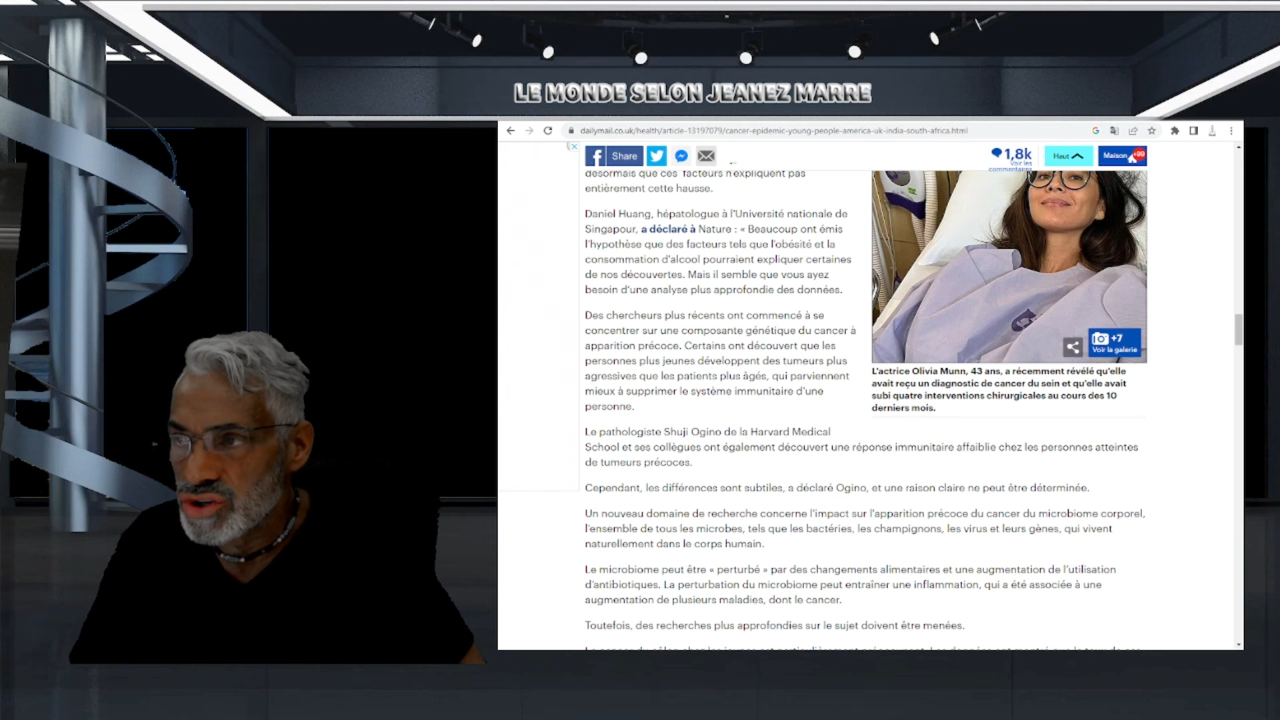 LE MONDE SELON JEANEZ MARRE
dailymail.co.uk/health/article-13197079/cancer-epidemic-young-people-america-uk-india-south-africa.html
Share
1,8k
Voir les
commentaires
Haut
Maison
+99
désormais que ces facteurs n'expliquent pas
entièrement cette hausse.
Daniel Huang, hépatologue à l'Université nationale de
Singapour, a déclaré à Nature : « Beaucoup ont émis
l'hypothèse que des facteurs tels que l'obésité et la
consommation d'alcool pourraient expliquer certaines
de nos découvertes. Mais il semble que vous ayez
besoin d'une analyse plus approfondie des données.
Des chercheurs plus récents ont commencé à se
concentrer sur une composante génétique du cancer à
apparition précoce. Certains ont découvert que les
personnes plus jeunes développent des tumeurs plus
agressives que les patients plus âgés, qui parviennent
mieux à supprimer le système immunitaire d'une
personne.
+7
Voir la galerie
L'actrice Olivia Munn, 43 ans, a récemment révélé qu'elle
avait reçu un diagnostic de cancer du sein et qu'elle avait
subi quatre interventions chirurgicales au cours des 10
derniers mois.
Le pathologiste Shuji Ogino de la Harvard Medical
School et ses collègues ont également découvert une réponse immunitaire affaiblie chez les personnes atteintes
de tumeurs précoces.
Cependant, les différences sont subtiles, a déclaré Ogino, et une raison claire ne peut être déterminée.
Un nouveau domaine de recherche concerne l'impact sur l'apparition précoce du cancer du microbiome corporel,
l'ensemble de tous les microbes, tels que les bactéries, les champignons, les virus et leurs gènes, qui vivent
naturellement dans le corps humain.
Le microbiome peut être « perturbé » par des changements alimentaires et une augmentation de l'utilisation
d'antibiotiques. La perturbation du microbiome peut entraîner une inflammation, qui a été associée à une
augmentation de plusieurs maladies, dont le cancer.
Toutefois, des recherches plus approfondies sur le sujet doivent être menées.